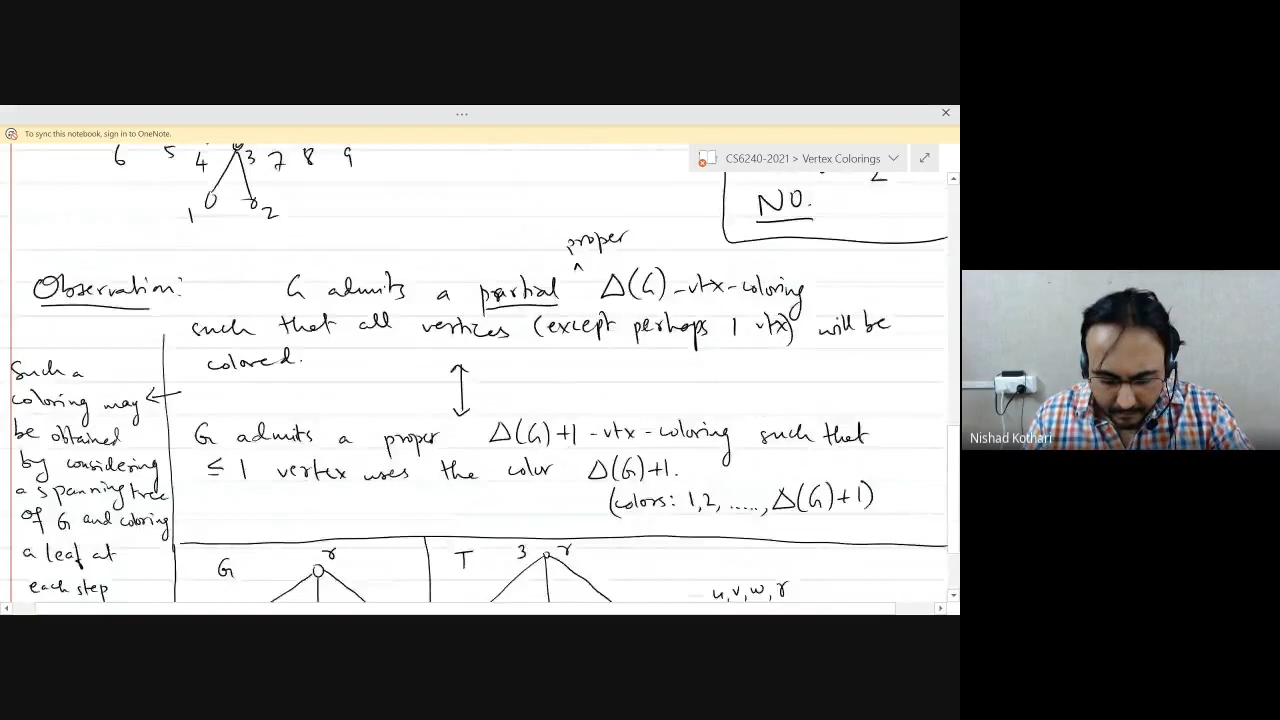 To sync this notebook, sign in to OneNote.
CS6240-2021 > Vertex Colorings
6 5 4 3 7 8 9
1 2
NO.
proper
^
Observation: G admits a partial Δ(G)-vtx-coloring
such that all vertices (except perhaps 1 vtx) will be
colored.
Such a
coloring may
be obtained
by considering
a spanning tree
of G and coloring
a leaf at
each step
G admits a proper Δ(G)+1-vtx-coloring such that
≤ 1 vertex uses the color Δ(G)+1.
(colors: 1,2, ....., Δ(G)+1)
G r
T 3 r
u,v,w,r
Nishad Kothari